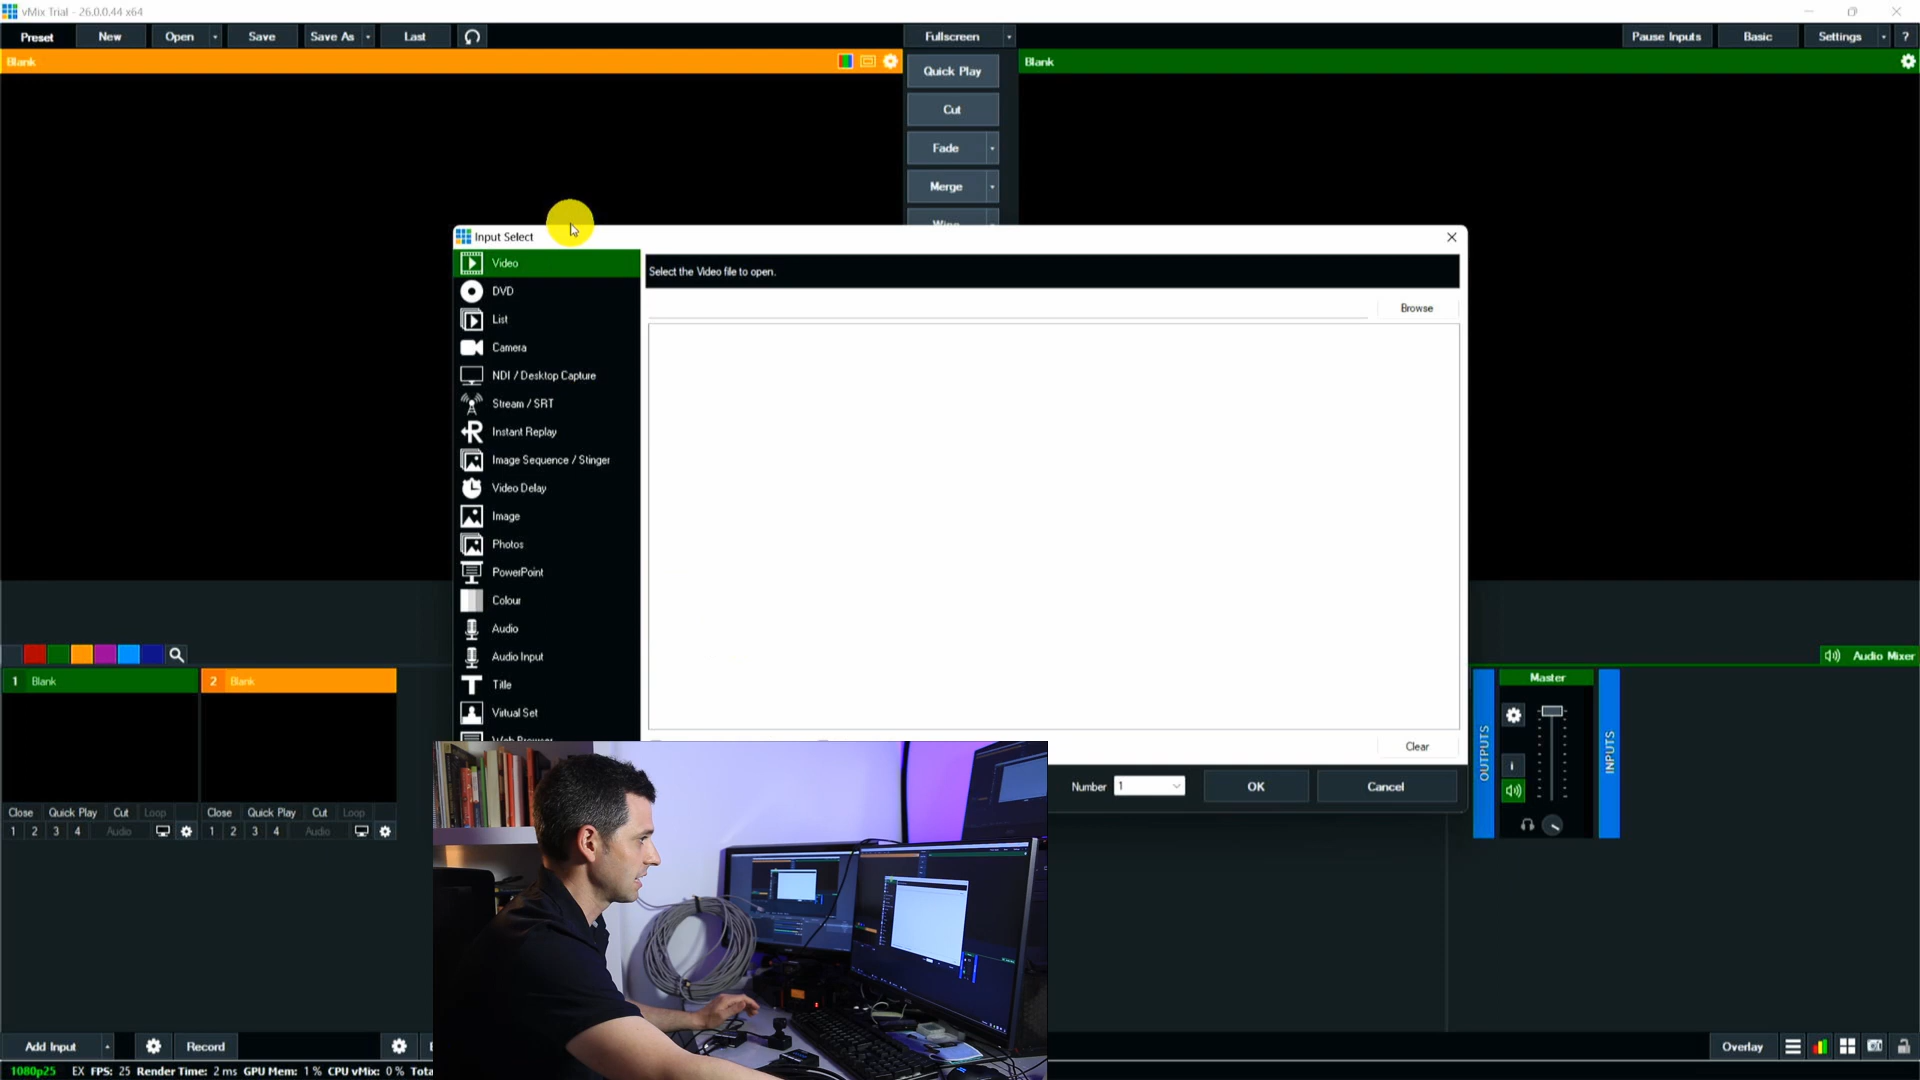 vMix Trial - 26.0.0.44 x64
Preset New Open Save Save As Last Fullscreen Pause Inputs Basic Settings ?
Blank Blank
Quick Play
Cut
Fade
Merge
Input Select
Video
DVD
List
Camera
NDI / Desktop Capture
Stream / SRT
Instant Replay
Image Sequence / Stinger
Video Delay
Image
Photos
PowerPoint
Colour
Audio
Audio Input
Title
Virtual Set
Select the Video file to open.
Browse
Clear
Number 1 OK Cancel
1 Blank 2 Blank
Close Quick Play Cut Loop Close Quick Play Cut Loop
1 2 3 4 Audio 1 2 3 4 Audio
Audio Mixer
Master
OUTPUTS
INPUTS
Add Input Record Overlay
1080p25 EX FPS: 25 Render Time: 2 ms GPU Mem: 1 % CPU vMix: 0 % Tota